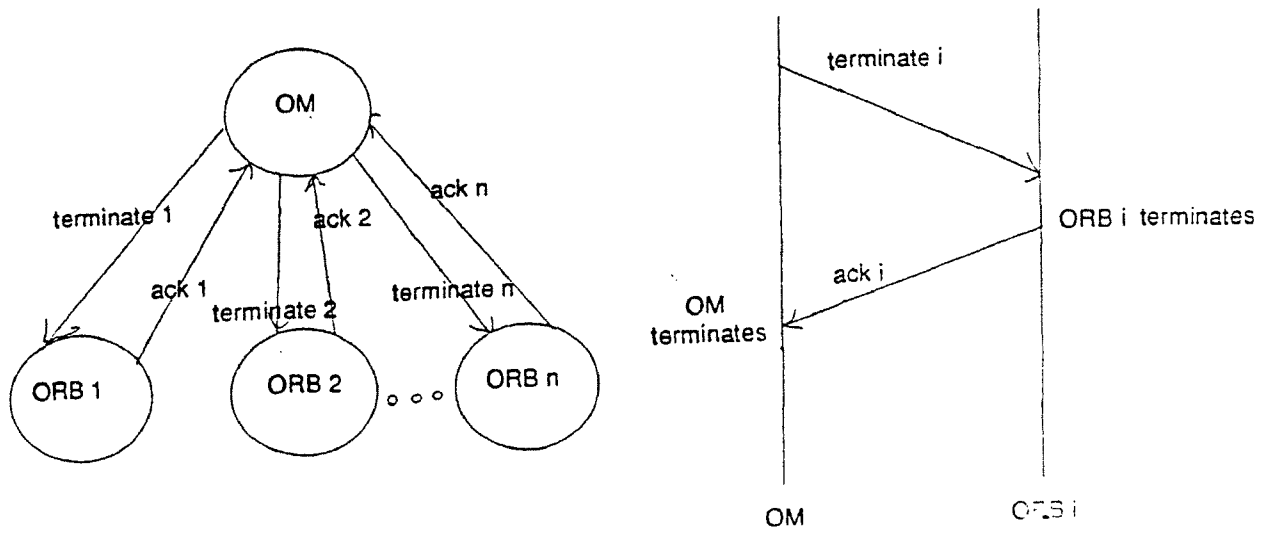 OM
terminate 1
ack 1
terminate 2
ack 2
terminate n
ack n
ORB 1
ORB 2
ORB n
terminate i
ORB i terminates
ack i
OM
terminates
OM